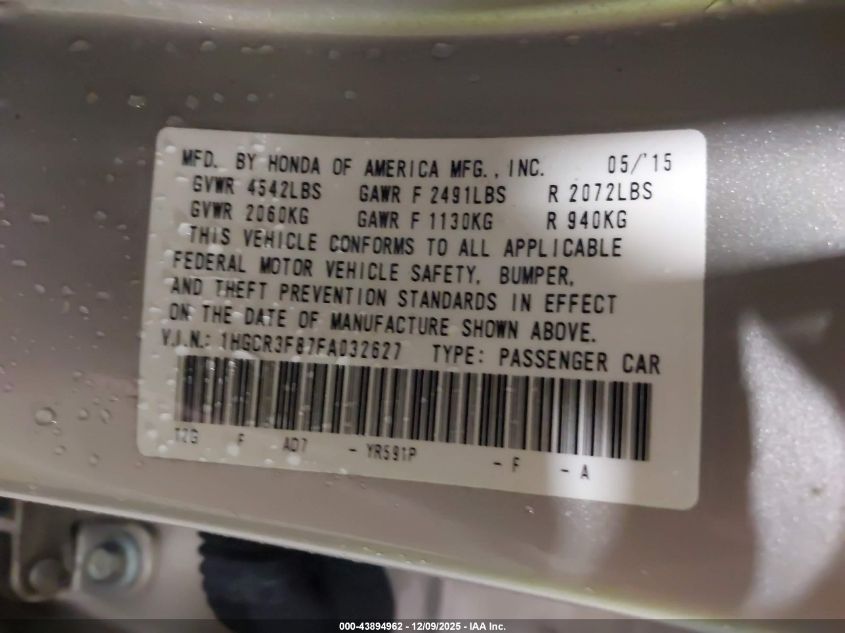 MFD. BY HONDA OF AMERICA MFG., INC. 05/'15
GVWR 4542LBS GAWR F 2491LBS R 2072LBS
GVWR 2060KG GAWR F 1130KG R 940KG
THIS VEHICLE CONFORMS TO ALL APPLICABLE
FEDERAL MOTOR VEHICLE SAFETY, BUMPER,
AND THEFT PREVENTION STANDARDS IN EFFECT
ON THE DATE OF MANUFACTURE SHOWN ABOVE.
V.I.N.: 1HGCR3F87FA032627 TYPE: PASSENGER CAR
T2G F AD7 - YR591P - F - A
000-43894962 - 12/09/2025 - IAA Inc.